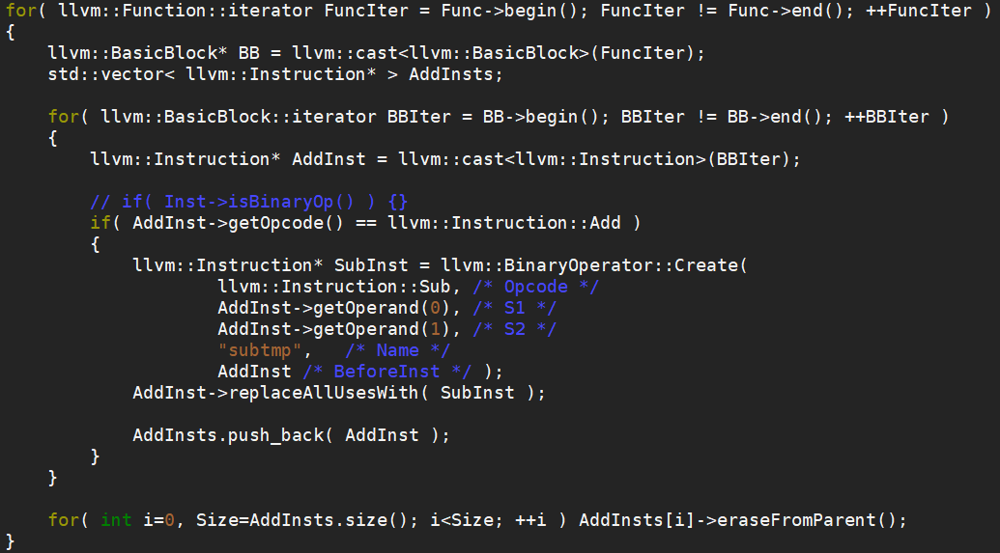 for( llvm::Function::iterator FuncIter = Func->begin(); FuncIter != Func->end(); ++FuncIter )
{
    llvm::BasicBlock* BB = llvm::cast<llvm::BasicBlock>(FuncIter);
    std::vector< llvm::Instruction* > AddInsts;

    for( llvm::BasicBlock::iterator BBIter = BB->begin(); BBIter != BB->end(); ++BBIter )
    {
        llvm::Instruction* AddInst = llvm::cast<llvm::Instruction>(BBIter);

        // if( Inst->isBinaryOp() ) {}
        if( AddInst->getOpcode() == llvm::Instruction::Add )
        {
            llvm::Instruction* SubInst = llvm::BinaryOperator::Create(
                    llvm::Instruction::Sub, /* Opcode */
                    AddInst->getOperand(0), /* S1 */
                    AddInst->getOperand(1), /* S2 */
                    "subtmp",   /* Name */
                    AddInst /* BeforeInst */ );
            AddInst->replaceAllUsesWith( SubInst );

            AddInsts.push_back( AddInst );
        }
    }

    for( int i=0, Size=AddInsts.size(); i<Size; ++i ) AddInsts[i]->eraseFromParent();
}